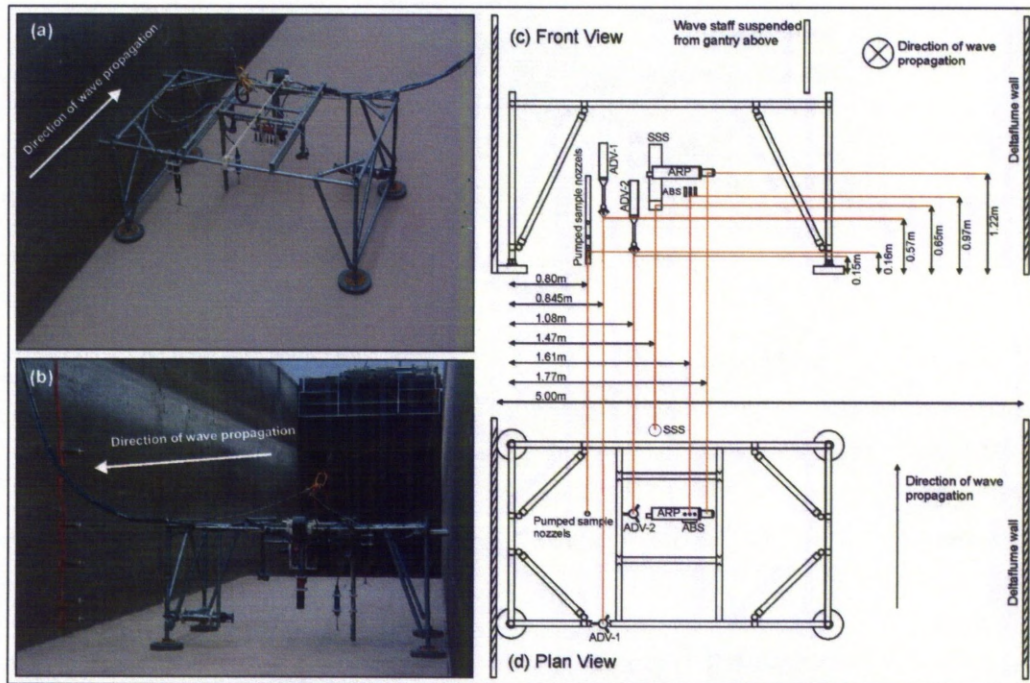 (a)
Direction of wave propagation
(b)
Direction of wave propagation
(c) Front View
Wave staff suspended
from gantry above
Direction of wave
propagation
Deltaflume wall
SSS
ADV-1
ADV-2
ARP
ABS
Pumped sample nozzles
0.15m
0.16m
0.57m
0.65m
0.97m
1.22m
0.80m
0.845m
1.08m
1.47m
1.61m
1.77m
5.00m
SSS
Direction of wave
propagation
Pumped sample
nozzles
ADV-2
ARP
ABS
ADV-1
Deltaflume wall
(d) Plan View